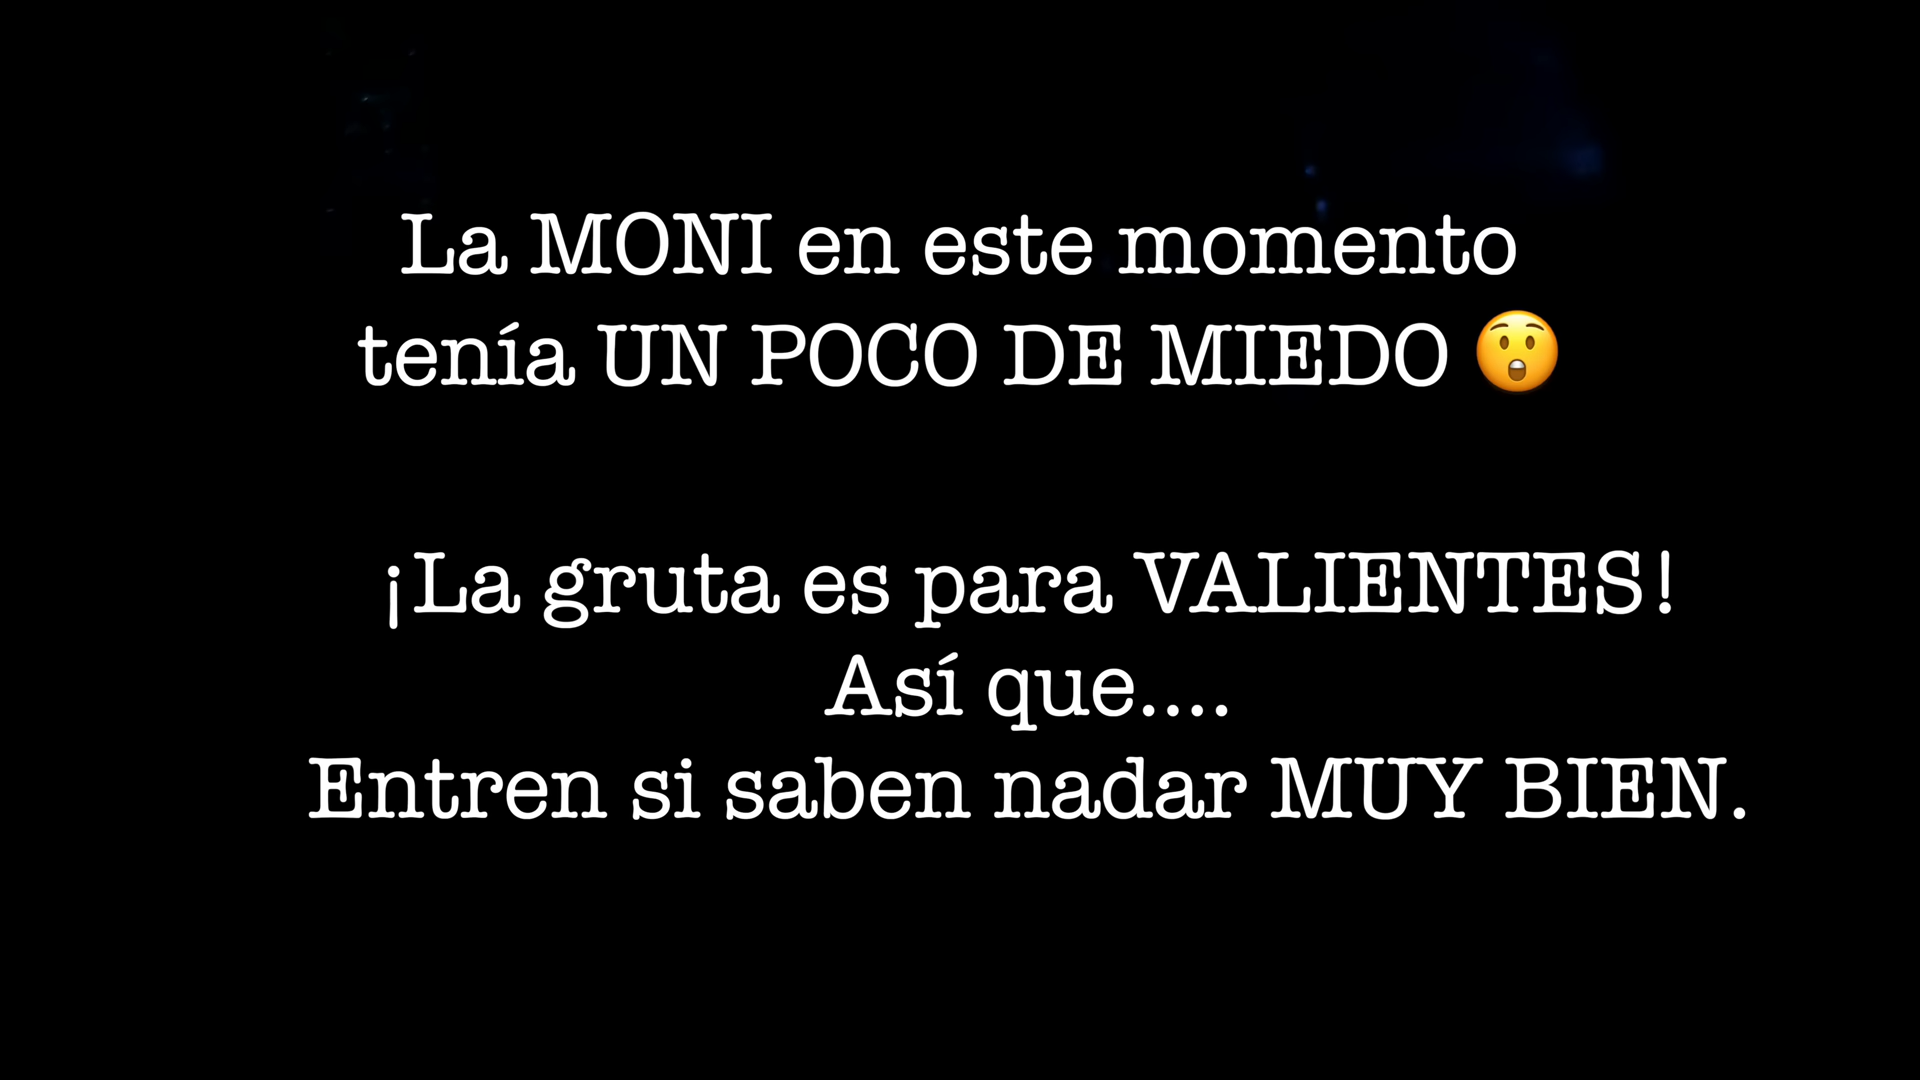 La MONI en este momento
tenía UN POCO DE MIEDO 😲
¡La gruta es para VALIENTES!
Así que....
Entren si saben nadar MUY BIEN.